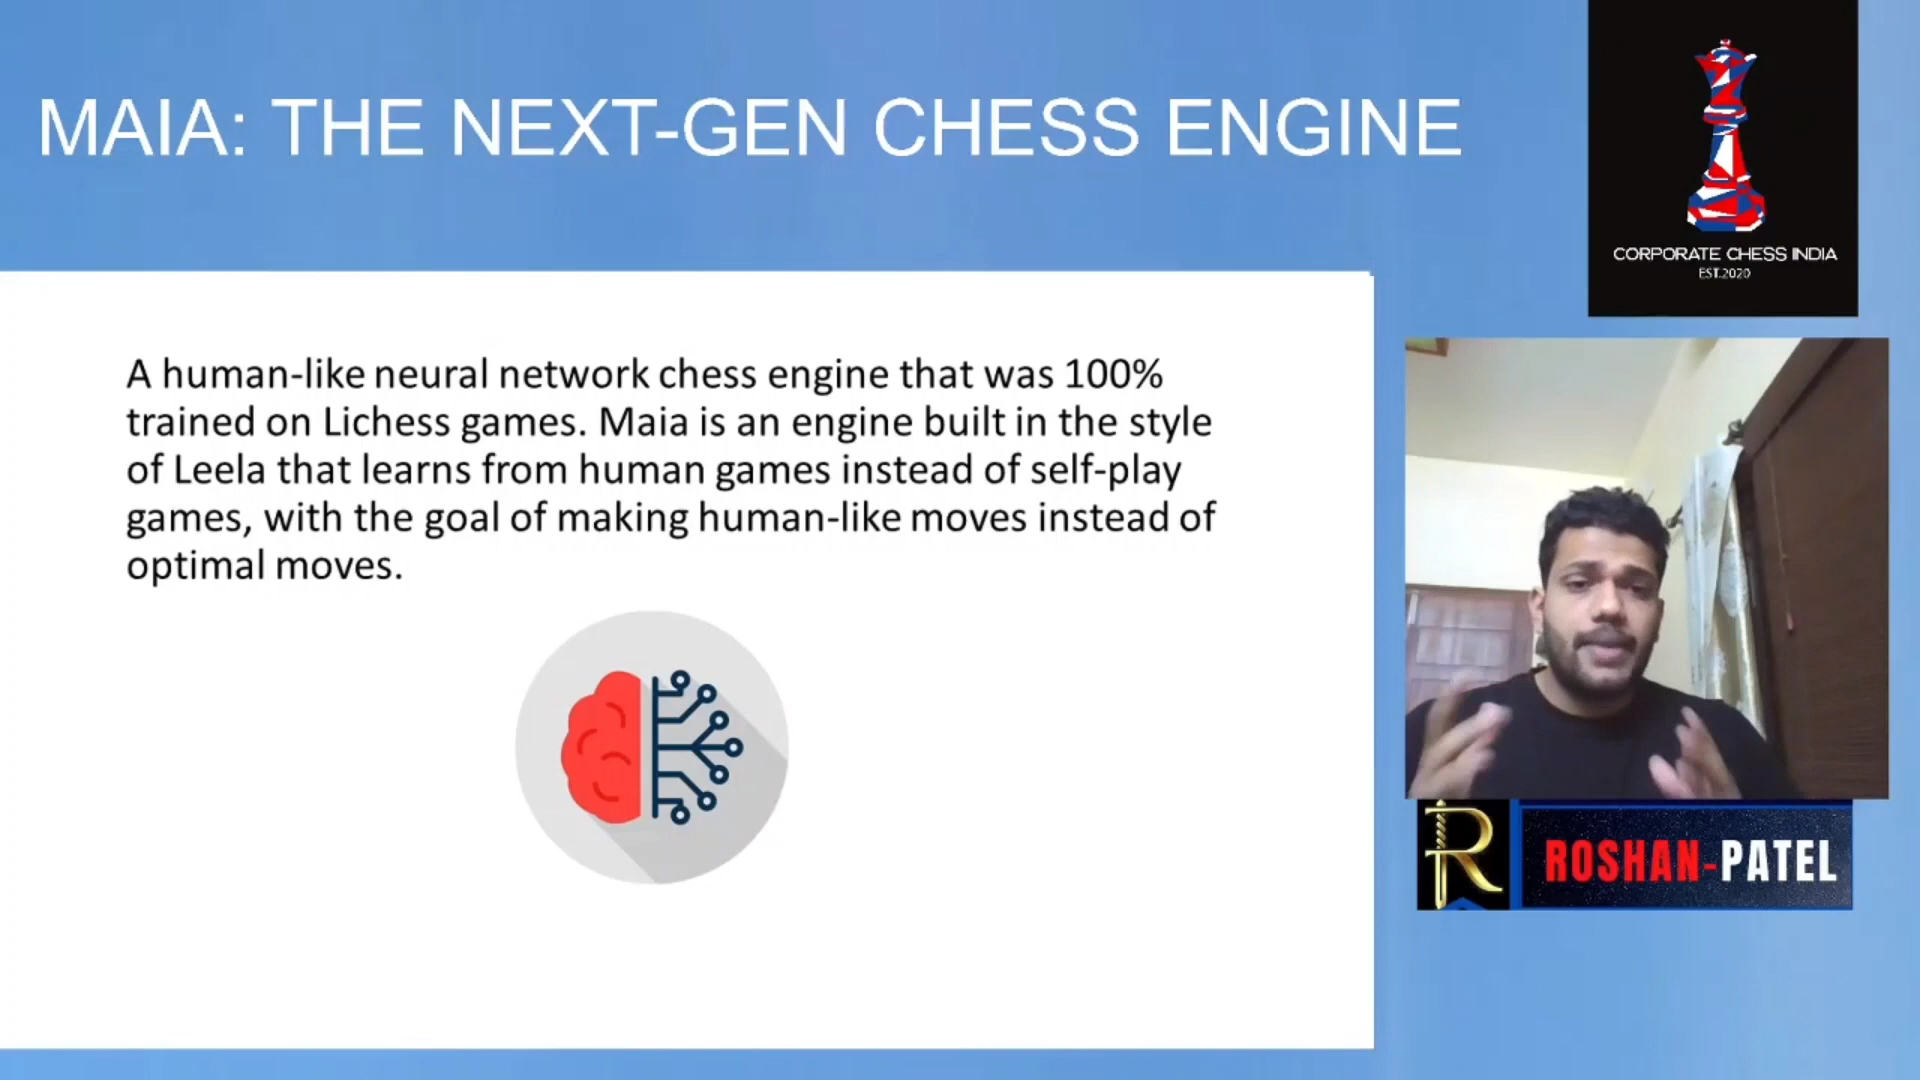 MAIA: THE NEXT-GEN CHESS ENGINE
CORPORATE CHESS INDIA
EST.2020
A human-like neural network chess engine that was 100%
trained on Lichess games. Maia is an engine built in the style
of Leela that learns from human games instead of self-play
games, with the goal of making human-like moves instead of
optimal moves.
R
ROSHAN-PATEL